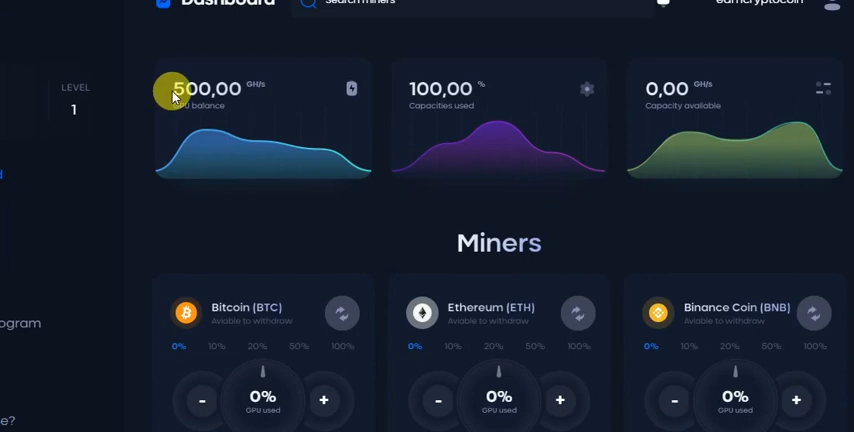 Dashboard
Search miners
earncryptocoin
LEVEL
1
500,00 GH/s
balance
100,00 %
Capacities used
0,00 GH/s
Capacity available
Miners
ogram
e?
Bitcoin (BTC)
Aviable to withdraw
0% 10% 20% 50% 100%
-
0%
+
GPU used
Ethereum (ETH)
Aviable to withdraw
0% 10% 20% 50% 100%
-
0%
+
GPU used
Binance Coin (BNB)
Aviable to withdraw
0% 10% 20% 50% 100%
-
0%
+
GPU used